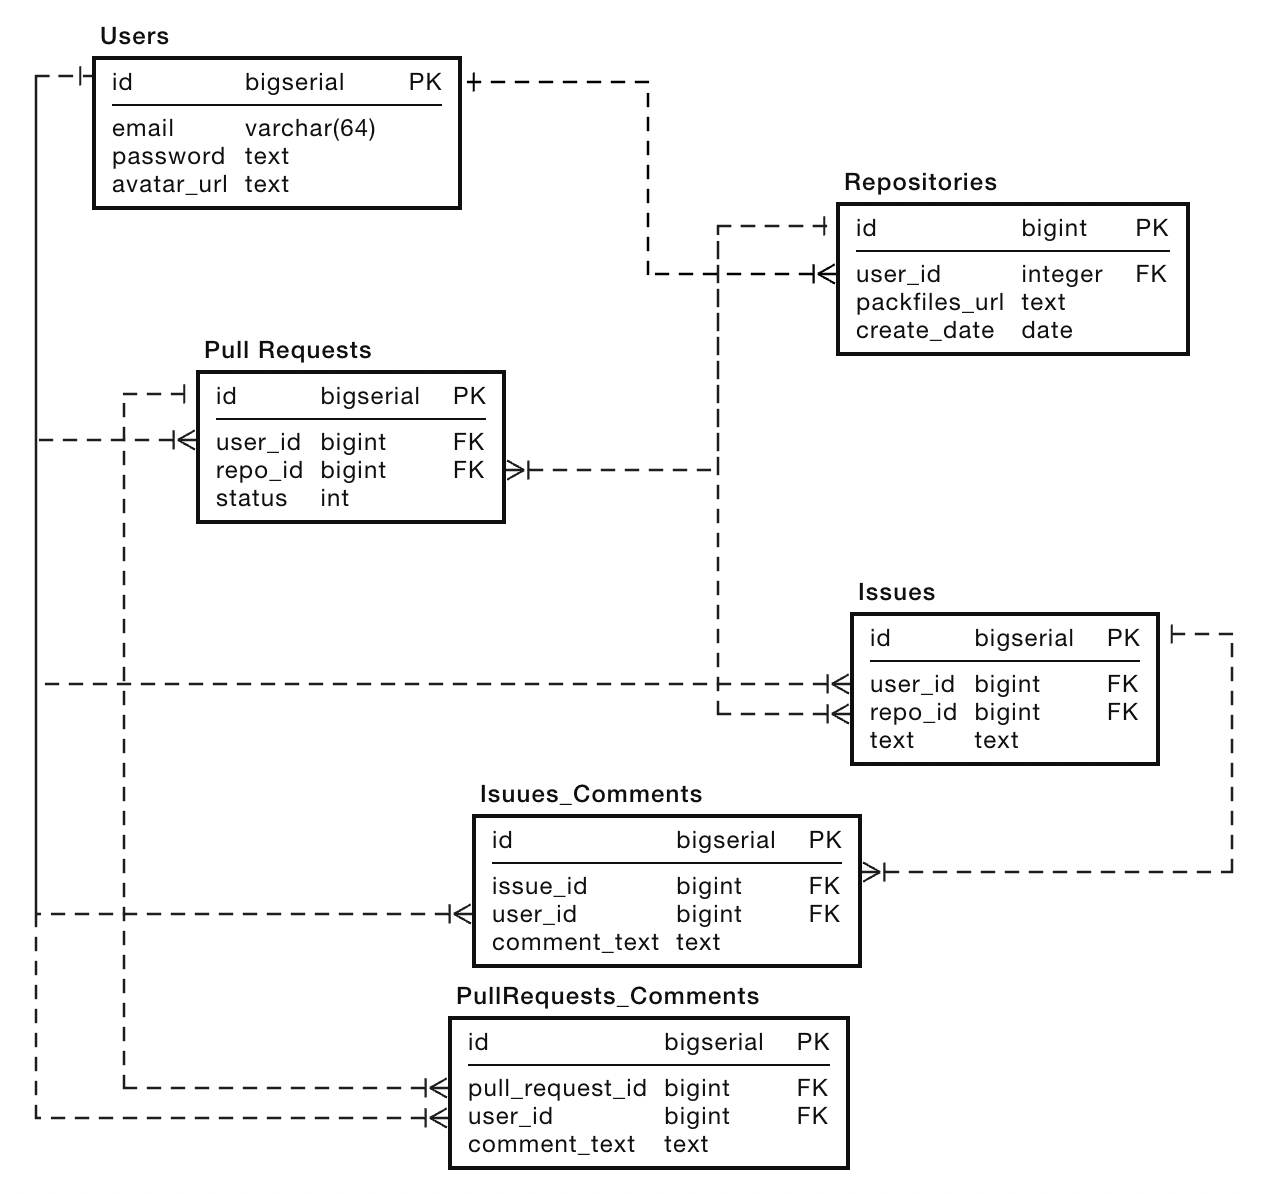 Users
id bigserial PK
email varchar(64)
password text
avatar_url text
Repositories
id bigint PK
user_id integer FK
packfiles_url text
create_date date
Pull Requests
id bigserial PK
user_id bigint FK
repo_id bigint FK
status int
Issues
id bigserial PK
user_id bigint FK
repo_id bigint FK
text text
Isuues_Comments
id bigserial PK
issue_id bigint FK
user_id bigint FK
comment_text text
PullRequests_Comments
id bigserial PK
pull_request_id bigint FK
user_id bigint FK
comment_text text